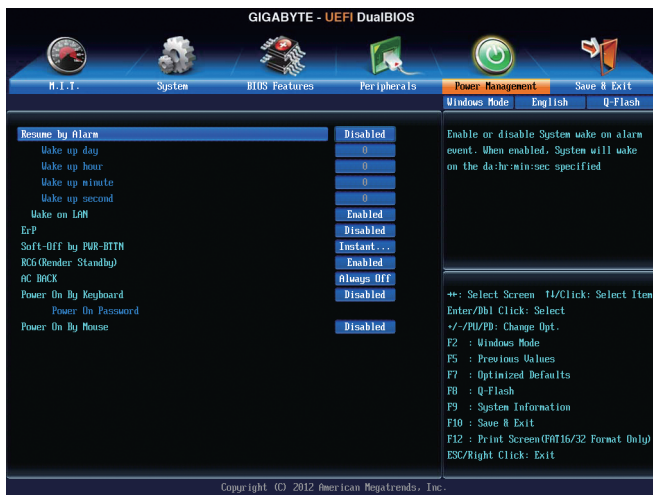 GIGABYTE - UEFI DualBIOS
M.I.T. System BIOS Features Peripherals Power Management Save & Exit
Windows Mode English Q-Flash
Resume by Alarm Disabled
Wake up day 0
Wake up hour 0
Wake up minute 0
Wake up second 0
Wake on LAN Enabled
ErP Disabled
Soft-Off by PWR-BTTN Instant...
RC6(Render Standby) Enabled
AC BACK Always Off
Power On By Keyboard Disabled
Power On Password
Power On By Mouse Disabled
Enable or disable System wake on alarm
event. When enabled, System will wake
on the da:hr:min:sec specified
→←: Select Screen ↑↓/Click: Select Item
Enter/Dbl Click: Select
+/-/PU/PD: Change Opt.
F2 : Windows Mode
F5 : Previous Values
F7 : Optimized Defaults
F8 : Q-Flash
F9 : System Information
F10 : Save & Exit
F12 : Print Screen(FAT16/32 Format Only)
ESC/Right Click: Exit
Copyright (C) 2012 American Megatrends, Inc.